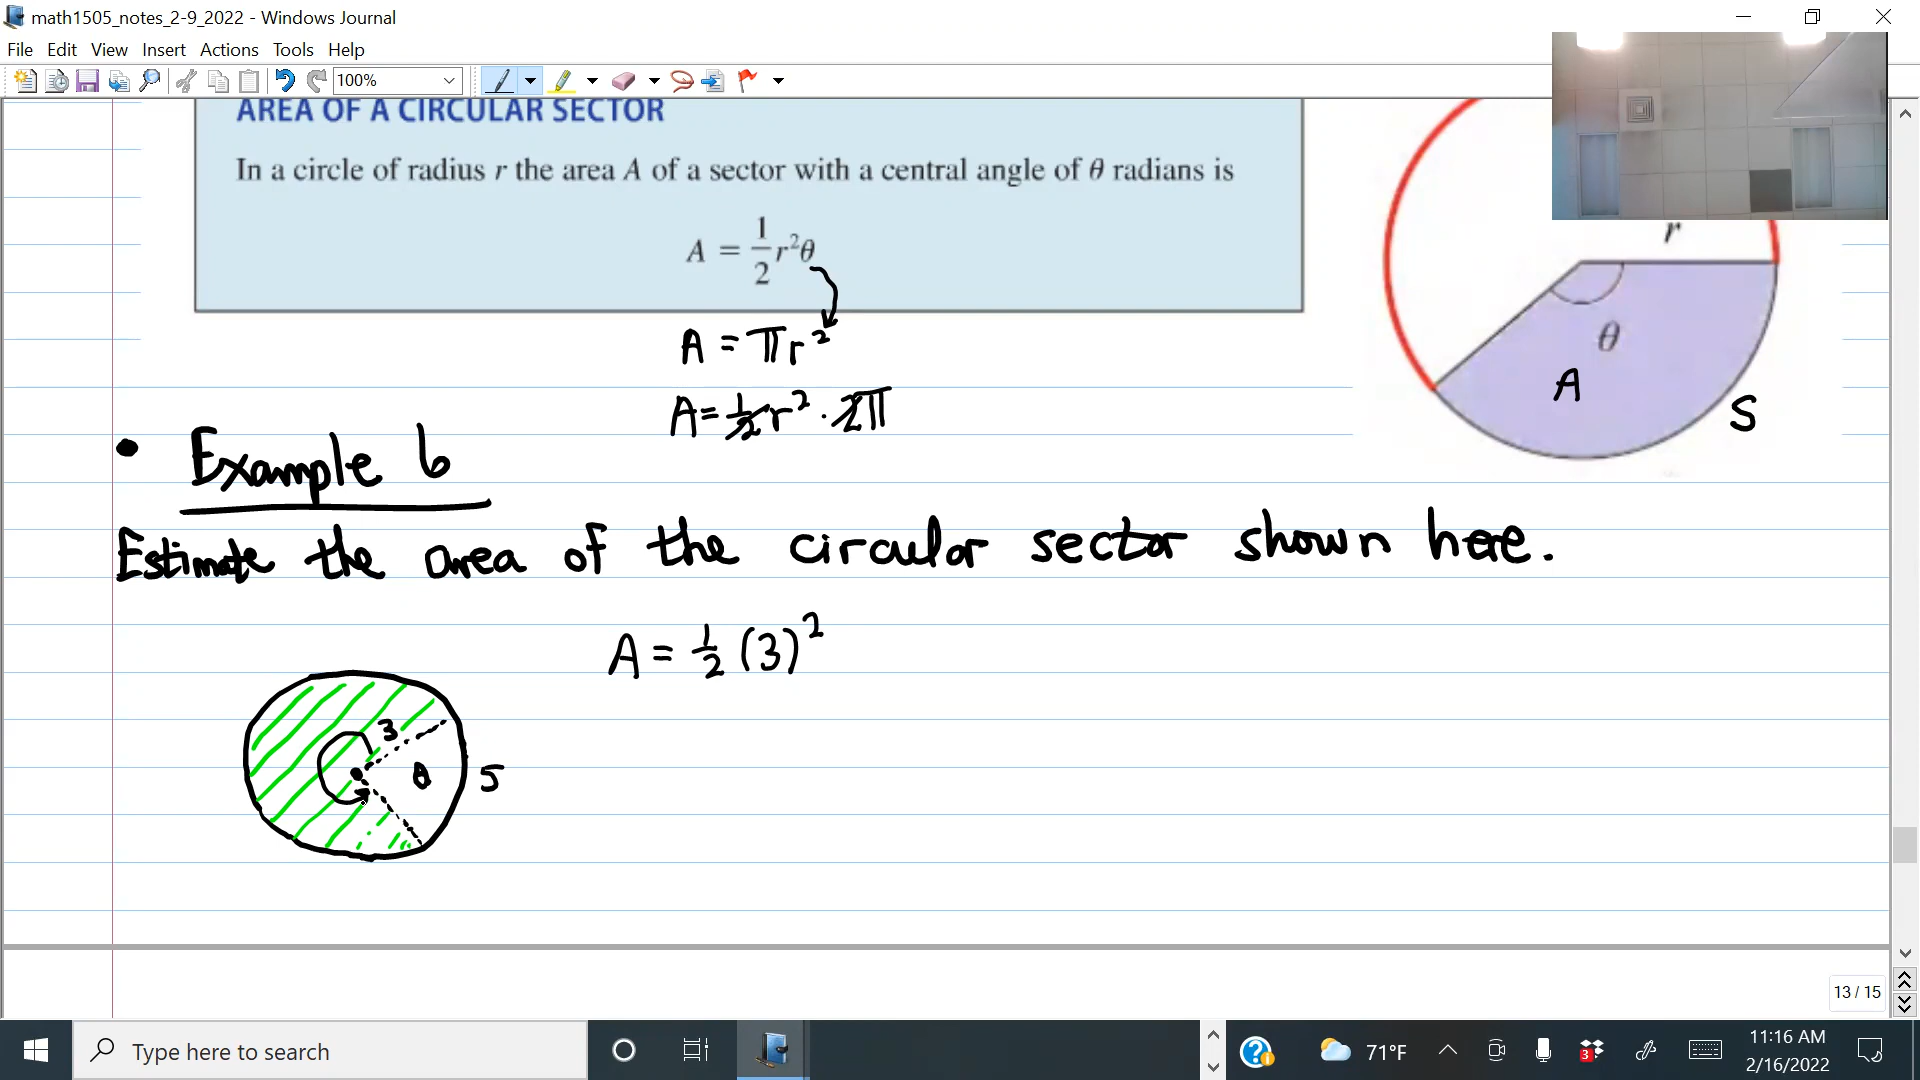 math1505_notes_2-9_2022 - Windows Journal
File Edit View Insert Actions Tools Help
100%
AREA OF A CIRCULAR SECTOR
In a circle of radius r the area A of a sector with a central angle of θ radians is
A = 1/2 r²θ
A = πr²
A = 1/2 r² · 2π
r
θ
A
S
• Example 6
Estimate the area of the circular sector shown here.
A = 1/2 (3)²
3
θ
5
13 / 15
Type here to search
71°F
3
11:16 AM
2/16/2022